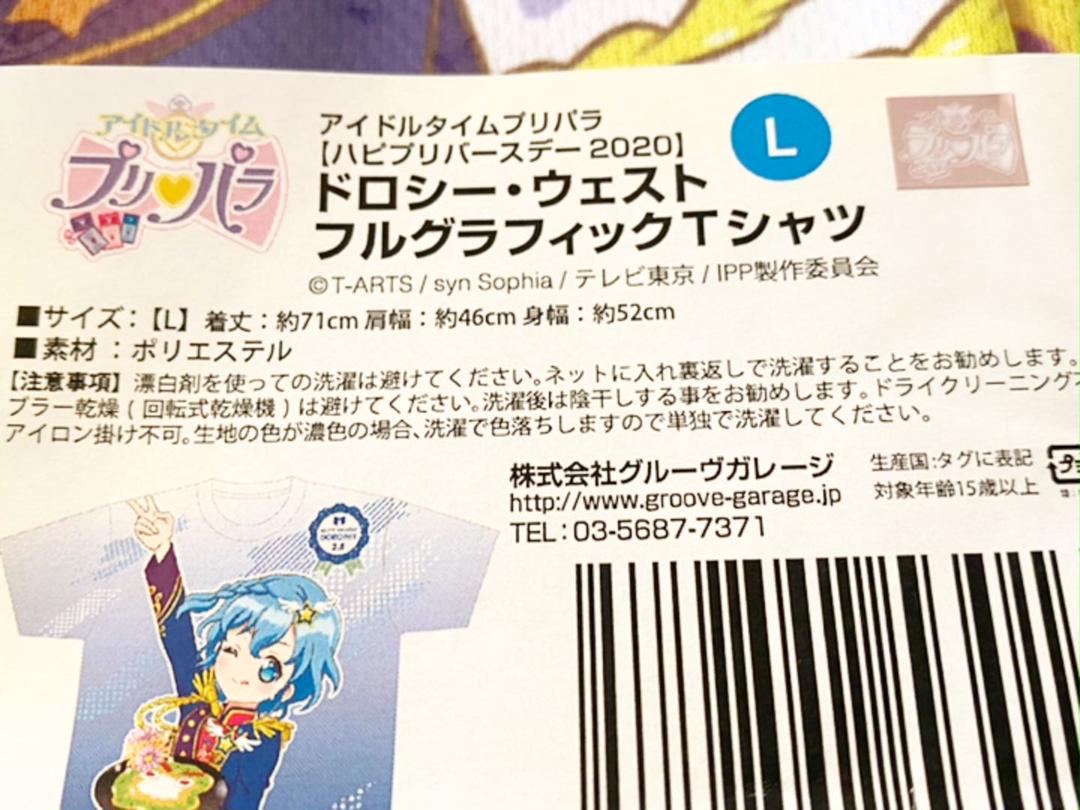 アイドルタイム
プリパラ
アイドルタイムプリパラ
【ハピプリバースデー 2020】
ドロシー・ウェスト
フルグラフィックTシャツ
L
プリパラ
©T-ARTS / syn Sophia / テレビ東京 / IPP製作委員会
■サイズ：【L】 着丈：約71cm 肩幅：約46cm 身幅：約52cm
■素材 ：ポリエステル
【注意事項】漂白剤を使っての洗濯は避けてください。ネットに入れ裏返しで洗濯することをお勧めします。
ブラー乾燥 ( 回転式乾燥機 ) は避けてください。洗濯後は陰干しする事をお勧めします。ドライクリーニング
アイロン掛け不可。生地の色が濃色の場合、洗濯で色落ちしますので単独で洗濯してください。
株式会社グルーヴガレージ
http://www.groove-garage.jp
TEL：03-5687-7371
生産国：タグに表記
対象年齢15歳以上
プラ
DOROTHY
2.4